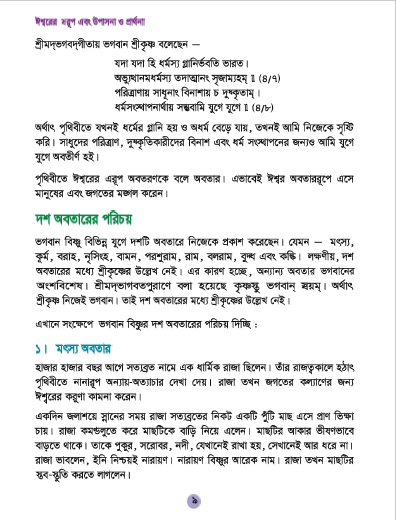 ঈশ্বরের স্বরূপ এবং উপাসনা ও প্রার্থনা
শ্রীমদ্ভগবদ্গীতায় ভগবান শ্রীকৃষ্ণ বলেছেন —
যদা যদা হি ধর্মস্য গ্লানির্ভবতি ভারত।
অভ্যুত্থানমধর্মস্য তদাত্মানং সৃজাম্যহম্ ॥ (৪/৭)
পরিত্রাণায় সাধূনাং বিনাশায় চ দুষ্কৃতাম্ ।
ধর্মসংস্থাপনার্থায় সম্ভবামি যুগে যুগে ॥ (৪/৮)
অর্থাৎ পৃথিবীতে যখনই ধর্মের গ্লানি হয় ও অধর্ম বেড়ে যায়, তখনই আমি নিজেকে সৃষ্টি
করি। সাধুদের পরিত্রাণ, দুষ্কৃতিকারীদের বিনাশ এবং ধর্ম সংস্থাপনের জন্যও আমি যুগে
যুগে অবতীর্ণ হই।
পৃথিবীতে ঈশ্বরের এরূপ অবতরণকে বলে অবতার। এভাবেই ঈশ্বর অবতাররূপে এসে
মানুষের এবং জগতের মঙ্গল করেন।
দশ অবতারের পরিচয়
ভগবান বিষ্ণু বিভিন্ন যুগে দশটি অবতারে নিজেকে প্রকাশ করেছেন। যেমন — মৎস্য,
কূর্ম, বরাহ, নৃসিংহ, বামন, পরশুরাম, রাম, বলরাম, বুদ্ধ এবং কল্কি। লক্ষণীয়, দশ
অবতারের মধ্যে শ্রীকৃষ্ণের উল্লেখ নেই। এর কারণ হচ্ছে, অন্যান্য অবতার ভগবানের
অংশবিশেষ। শ্রীমদ্ভাগবতপুরাণে বলা হয়েছে কৃষ্ণস্তু ভগবান্ স্বয়ম্। অর্থাৎ
শ্রীকৃষ্ণ নিজেই ভগবান। তাই দশ অবতারের মধ্যে শ্রীকৃষ্ণের উল্লেখ নেই।
এখানে সংক্ষেপে ভগবান বিষ্ণুর দশ অবতারের পরিচয় দিচ্ছি :
১। মৎস্য অবতার
হাজার হাজার বছর আগে সত্যব্রত নামে এক ধার্মিক রাজা ছিলেন। তাঁর রাজত্বকালে হঠাৎ
পৃথিবীতে নানারূপ অন্যায়-অত্যাচার দেখা দেয়। রাজা তখন জগতের কল্যাণের জন্য
ঈশ্বরের করুণা কামনা করেন।
একদিন জলাশয়ে স্নানের সময় রাজা সত্যব্রতের নিকট একটি পুঁটি মাছ এসে প্রাণ ভিক্ষা
চায়। রাজা কমণ্ডলুতে করে মাছটিকে বাড়ি নিয়ে এলেন। মাছটির আকার ভীষণভাবে
বাড়তে থাকে। তাকে পুকুর, সরোবর, নদী, যেখানেই রাখা হয়, সেখানেই আর ধরে না।
রাজা ভাবলেন, ইনি নিশ্চয়ই নারায়ণ। নারায়ণ বিষ্ণুর আরেক নাম। রাজা তখন মাছটির
স্তব-স্তুতি করতে লাগলেন।
৯